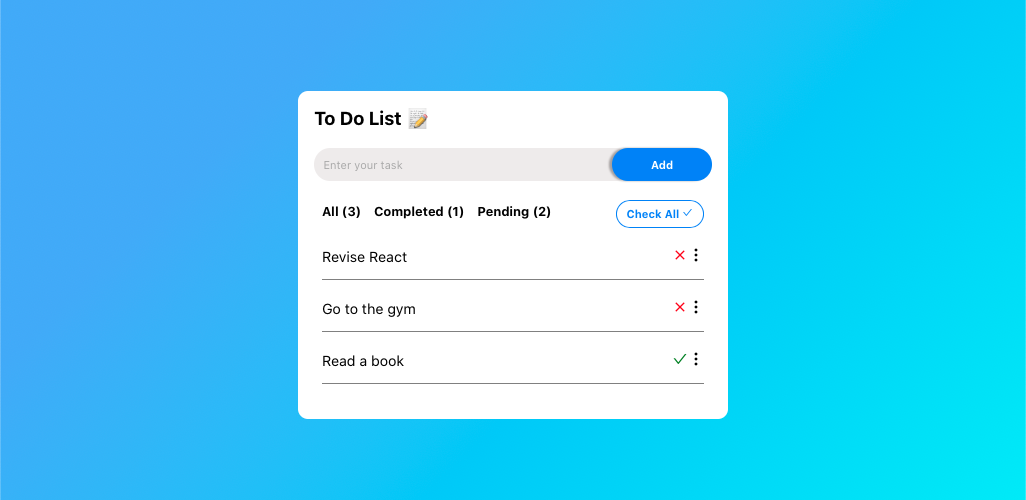 To Do List 📝
Enter your task
Add
All (3) Completed (1) Pending (2)
Check All ✓
Revise React
Go to the gym
Read a book